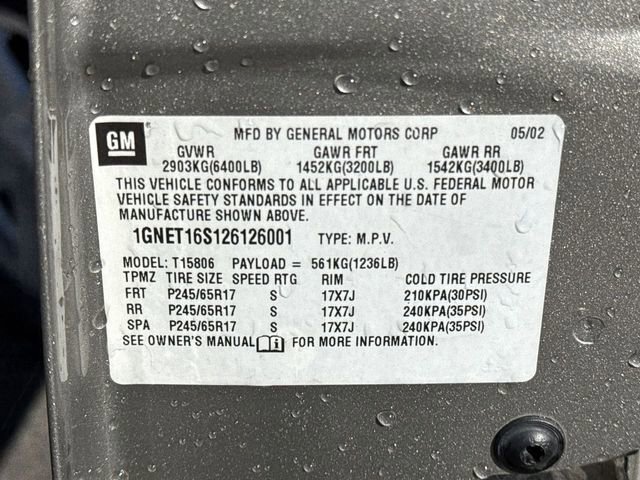 GM MFD BY GENERAL MOTORS CORP 05/02
GVWR GAWR FRT GAWR RR
2903KG(6400LB) 1452KG(3200LB) 1542KG(3400LB)
THIS VEHICLE CONFORMS TO ALL APPLICABLE U.S. FEDERAL MOTOR
VEHICLE SAFETY STANDARDS IN EFFECT ON THE DATE OF
MANUFACTURE SHOWN ABOVE.
1GNET16S126126001 TYPE: M.P.V.
MODEL: T15806 PAYLOAD = 561KG(1236LB)
TPMZ TIRE SIZE SPEED RTG RIM COLD TIRE PRESSURE
FRT P245/65R17 S 17X7J 210KPA(30PSI)
RR P245/65R17 S 17X7J 240KPA(35PSI)
SPA P245/65R17 S 17X7J 240KPA(35PSI)
SEE OWNER'S MANUAL FOR MORE INFORMATION.